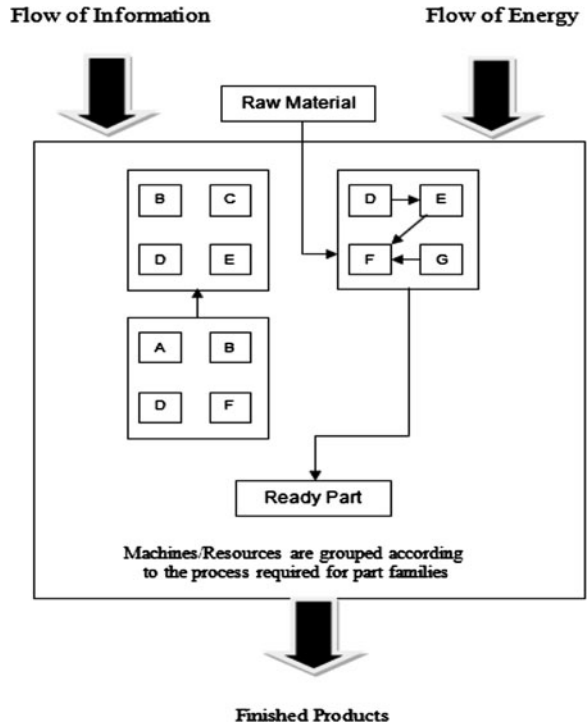 Flow of Information
Flow of Energy
Raw Material
B C
D E
D E
F G
A B
D F
Ready Part
Machines/Resources are grouped according
to the process required for part families
Finished Products